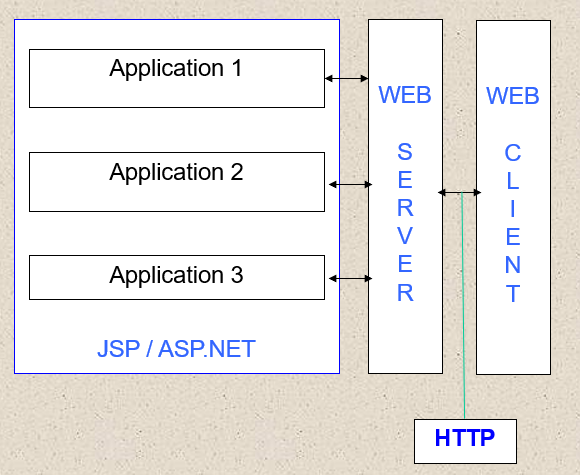 Application 1
Application 2
Application 3
JSP / ASP.NET
WEB
S
E
R
V
E
R
WEB
C
L
I
E
N
T
HTTP